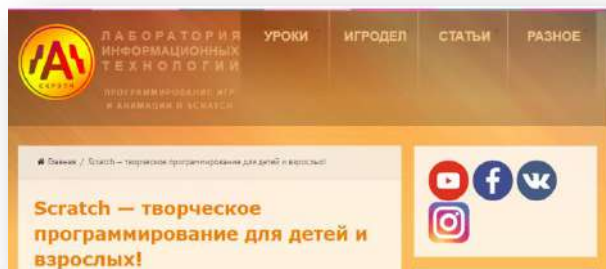 ЛАБОРАТОРИЯ
ИНФОРМАЦИОННЫХ
ТЕХНОЛОГИЙ
ПРОГРАММИРОВАНИЕ ИГР
И АНИМАЦИИ В SCRATCH
УРОКИ
ИГРОДЕЛ
СТАТЬИ
РАЗНОЕ
Главная / Scratch — творческое программирование для детей и взрослых!
Scratch — творческое
программирование для детей и
взрослых!